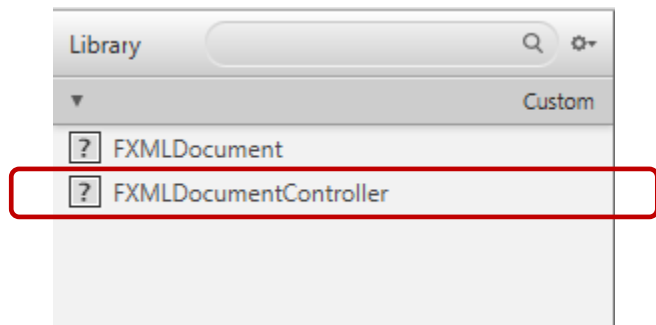 Library
Custom
? FXMLDocument
? FXMLDocumentController